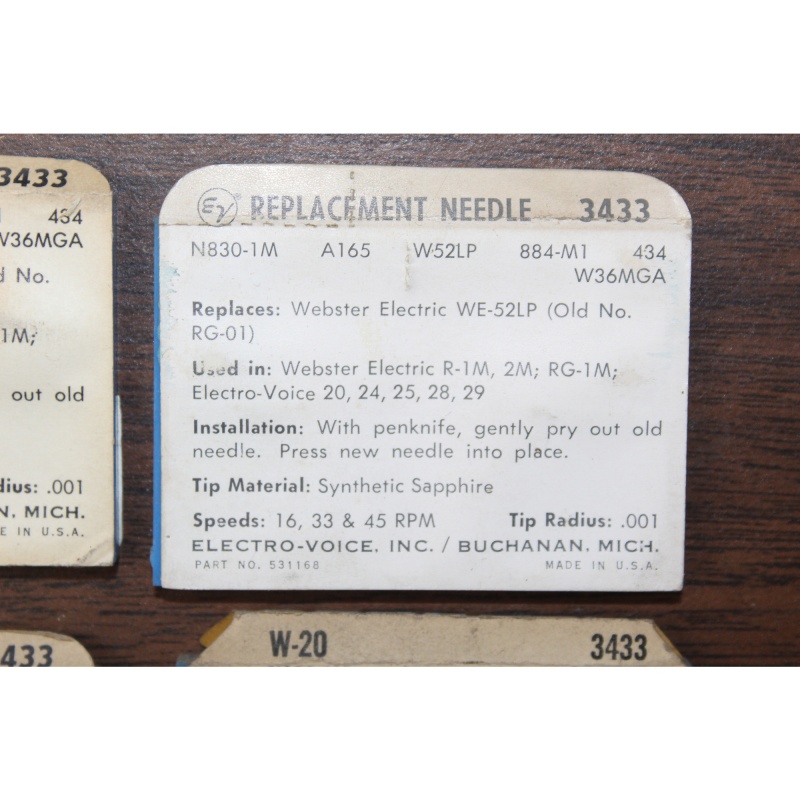 3433
434
W36MGA
No.
1M;
out old
dius: .001
N, MICH.
E IN U.S.A.
EV REPLACEMENT NEEDLE 3433
N830-1M A165 W52LP 884-M1 434
W36MGA
Replaces: Webster Electric WE-52LP (Old No.
RG-01)
Used in: Webster Electric R-1M, 2M; RG-1M;
Electro-Voice 20, 24, 25, 28, 29
Installation: With penknife, gently pry out old
needle. Press new needle into place.
Tip Material: Synthetic Sapphire
Speeds: 16, 33 & 45 RPM Tip Radius: .001
ELECTRO-VOICE, INC. / BUCHANAN, MICH.
PART NO. 531168 MADE IN U.S.A.
433
W-20 3433